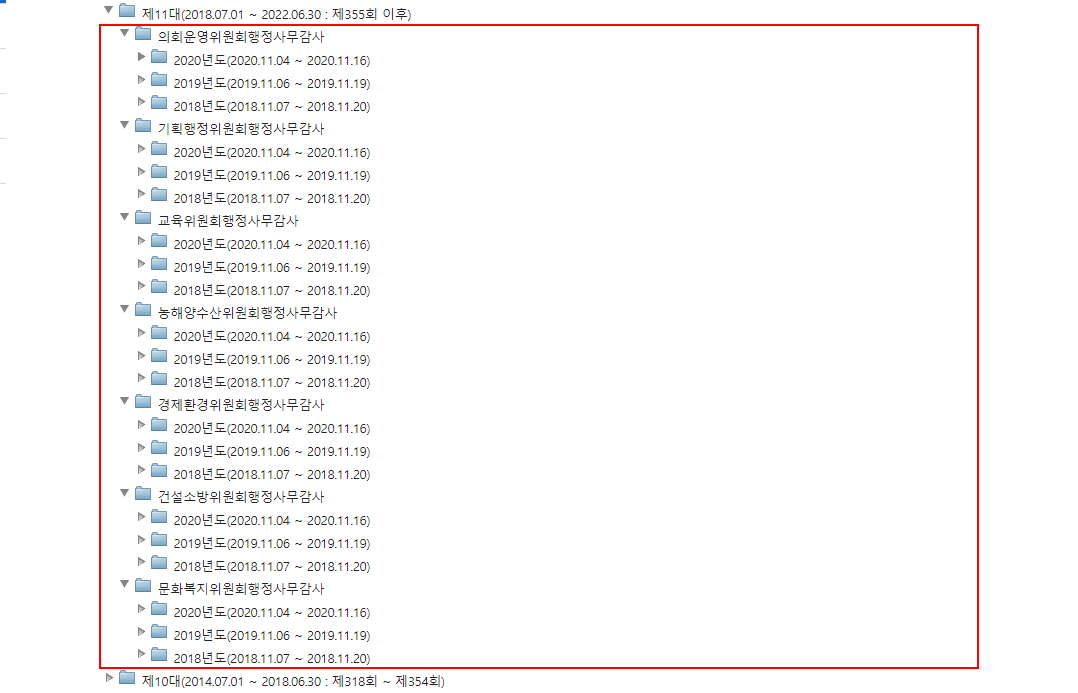 제11대(2018.07.01 ~ 2022.06.30 : 제355회 이후)
의회운영위원회행정사무감사
2020년도(2020.11.04 ~ 2020.11.16)
2019년도(2019.11.06 ~ 2019.11.19)
2018년도(2018.11.07 ~ 2018.11.20)
기획행정위원회행정사무감사
2020년도(2020.11.04 ~ 2020.11.16)
2019년도(2019.11.06 ~ 2019.11.19)
2018년도(2018.11.07 ~ 2018.11.20)
교육위원회행정사무감사
2020년도(2020.11.04 ~ 2020.11.16)
2019년도(2019.11.06 ~ 2019.11.19)
2018년도(2018.11.07 ~ 2018.11.20)
농해양수산위원회행정사무감사
2020년도(2020.11.04 ~ 2020.11.16)
2019년도(2019.11.06 ~ 2019.11.19)
2018년도(2018.11.07 ~ 2018.11.20)
경제환경위원회행정사무감사
2020년도(2020.11.04 ~ 2020.11.16)
2019년도(2019.11.06 ~ 2019.11.19)
2018년도(2018.11.07 ~ 2018.11.20)
건설소방위원회행정사무감사
2020년도(2020.11.04 ~ 2020.11.16)
2019년도(2019.11.06 ~ 2019.11.19)
2018년도(2018.11.07 ~ 2018.11.20)
문화복지위원회행정사무감사
2020년도(2020.11.04 ~ 2020.11.16)
2019년도(2019.11.06 ~ 2019.11.19)
2018년도(2018.11.07 ~ 2018.11.20)
제10대(2014.07.01 ~ 2018.06.30 : 제318회 ~ 제354회)